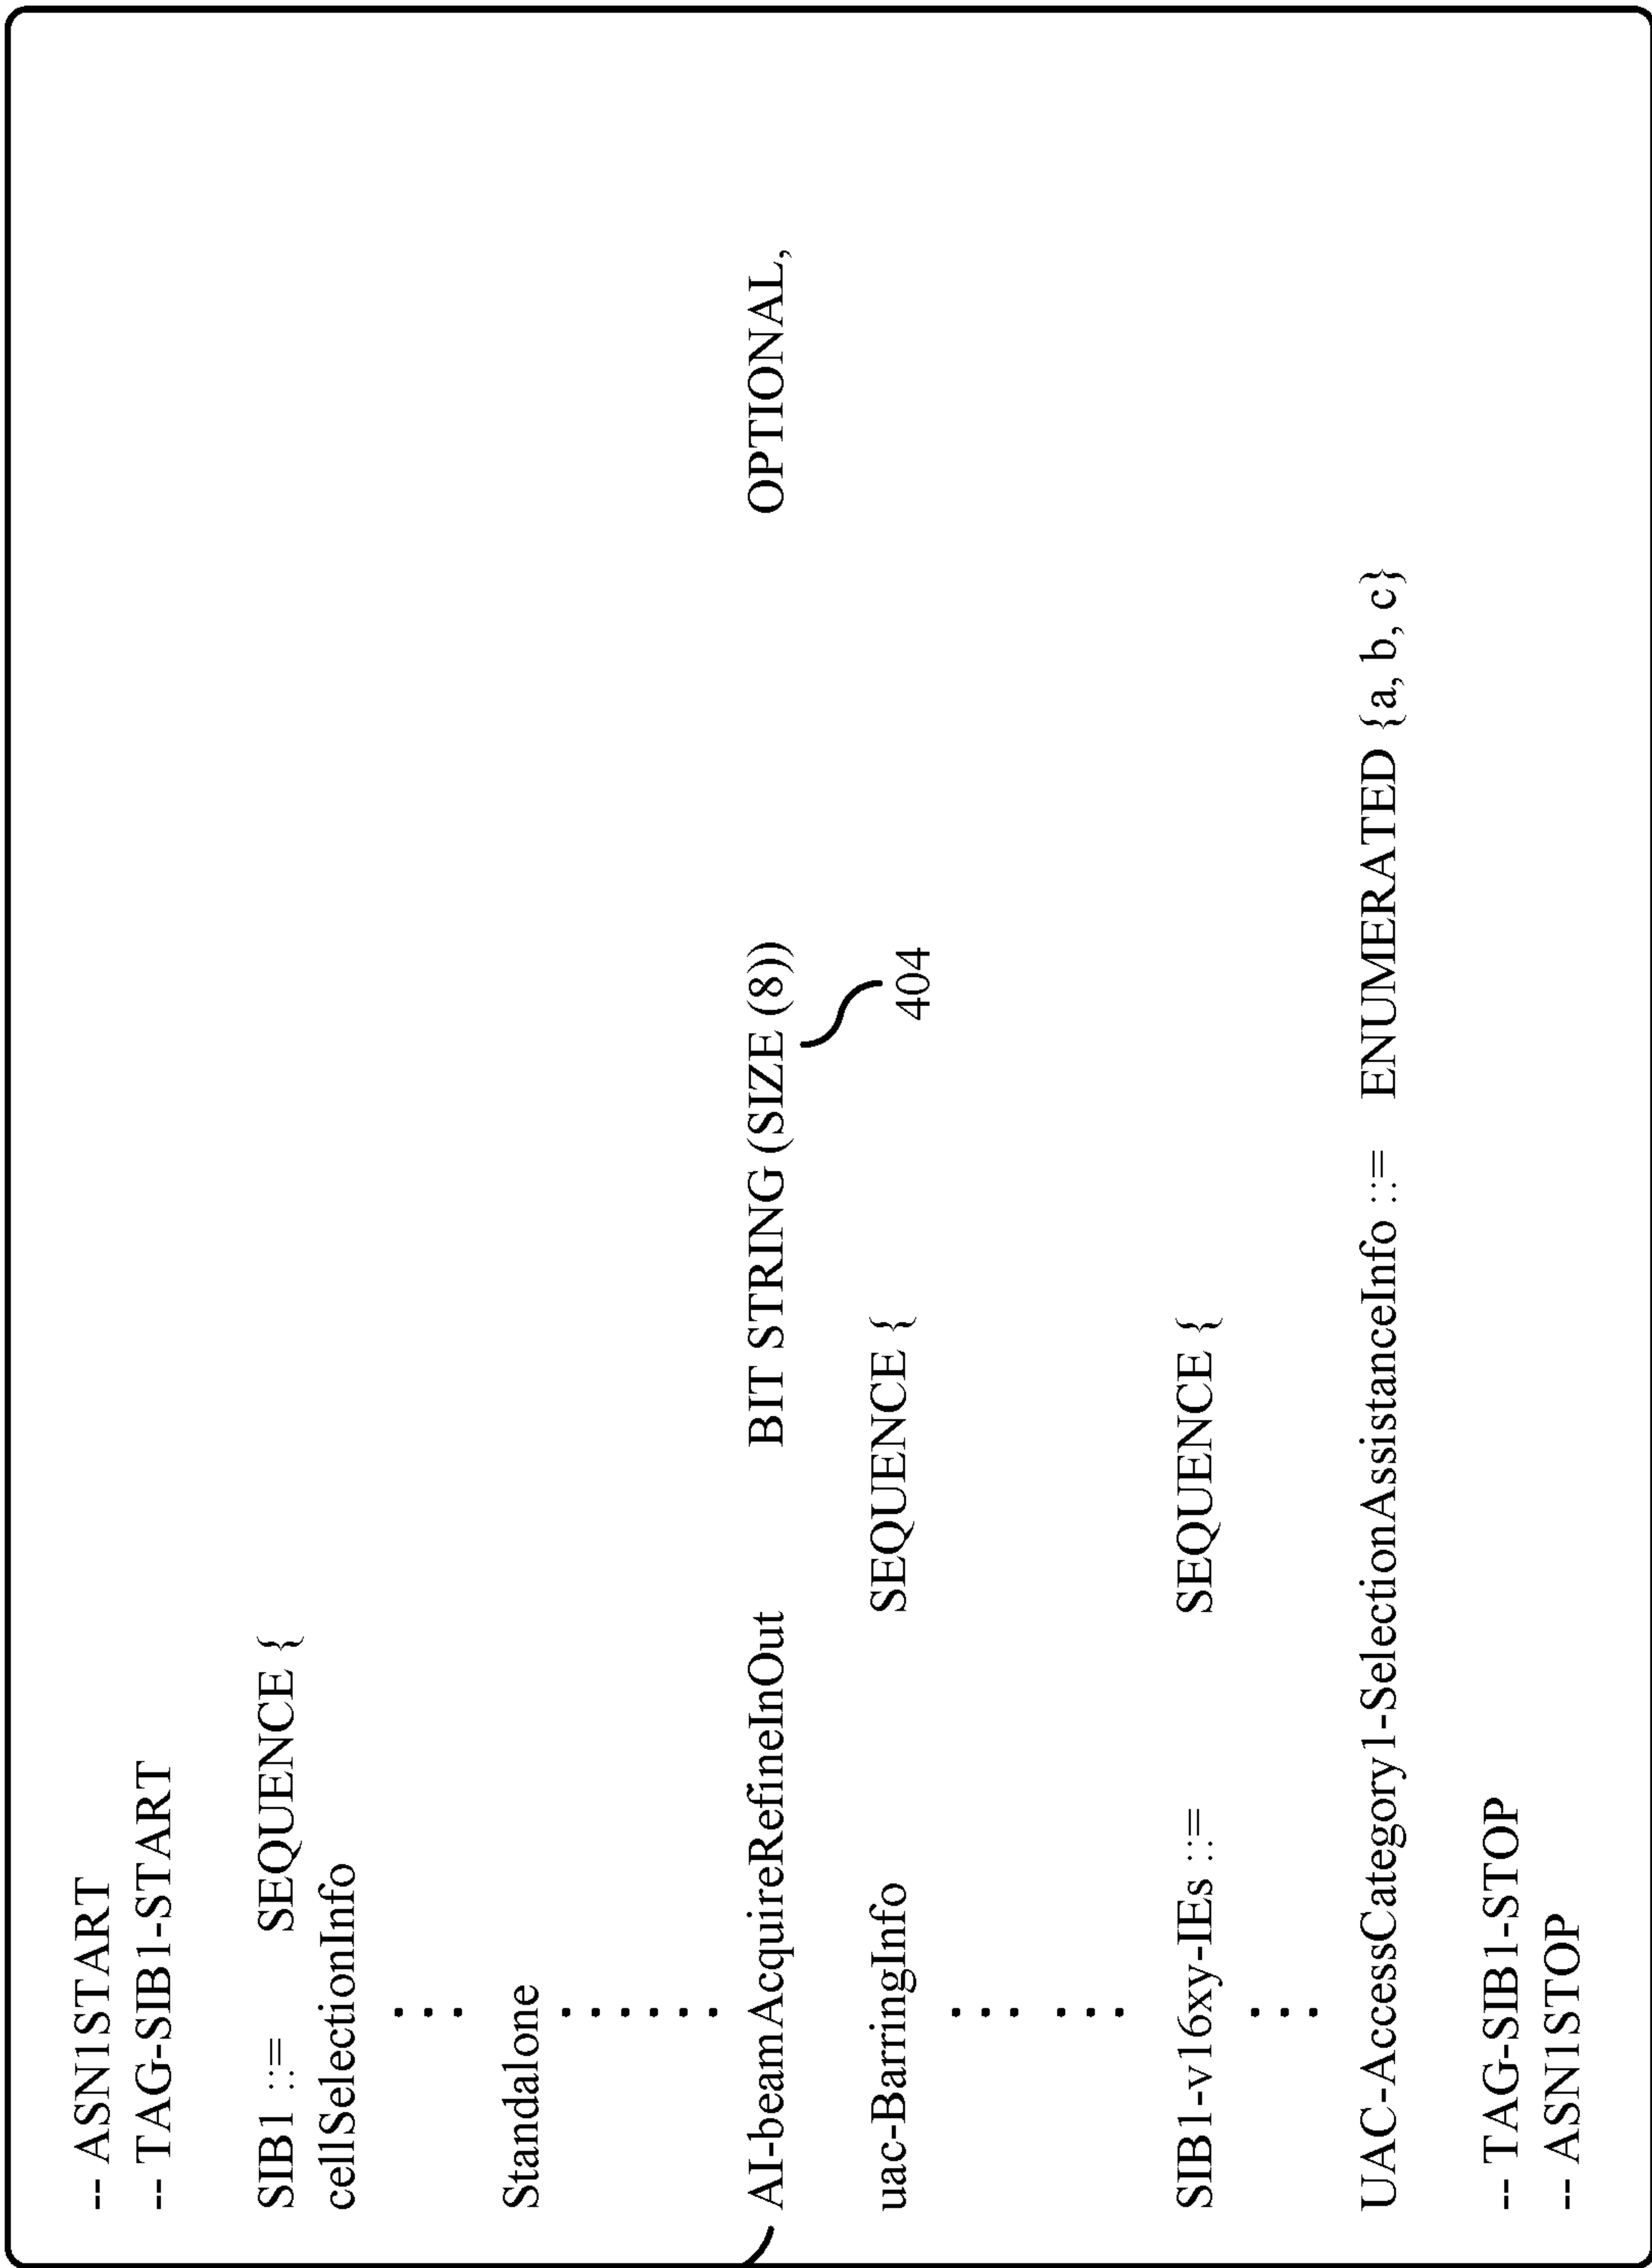 -- ASN1START
-- TAG-SIB1-START
SIB1 ::= SEQUENCE {
cellSelectionInfo
...
Standalone
......
AI-beamAcquireRefineInOut BIT STRING (SIZE (8)) OPTIONAL,
404
uac-BarringInfo SEQUENCE {
... ...
SIB1-v16xy-IEs ::= SEQUENCE {
...
UAC-AccessCategory1-SelectionAssistanceInfo ::= ENUMERATED {a, b, c}
-- TAG-SIB1-STOP
-- ASN1STOP